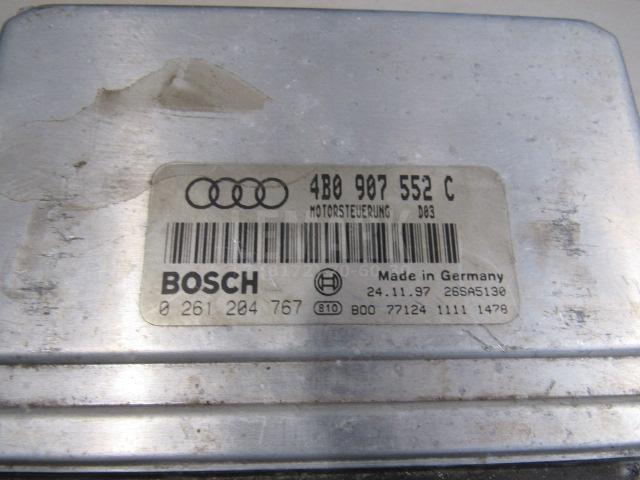 4B0 907 552 C
MOTORSTEUERUNG D03
BOSCH
Made in Germany
24.11.97 26SA5130
0 261 204 767 S10 B00 77124 1111 1478